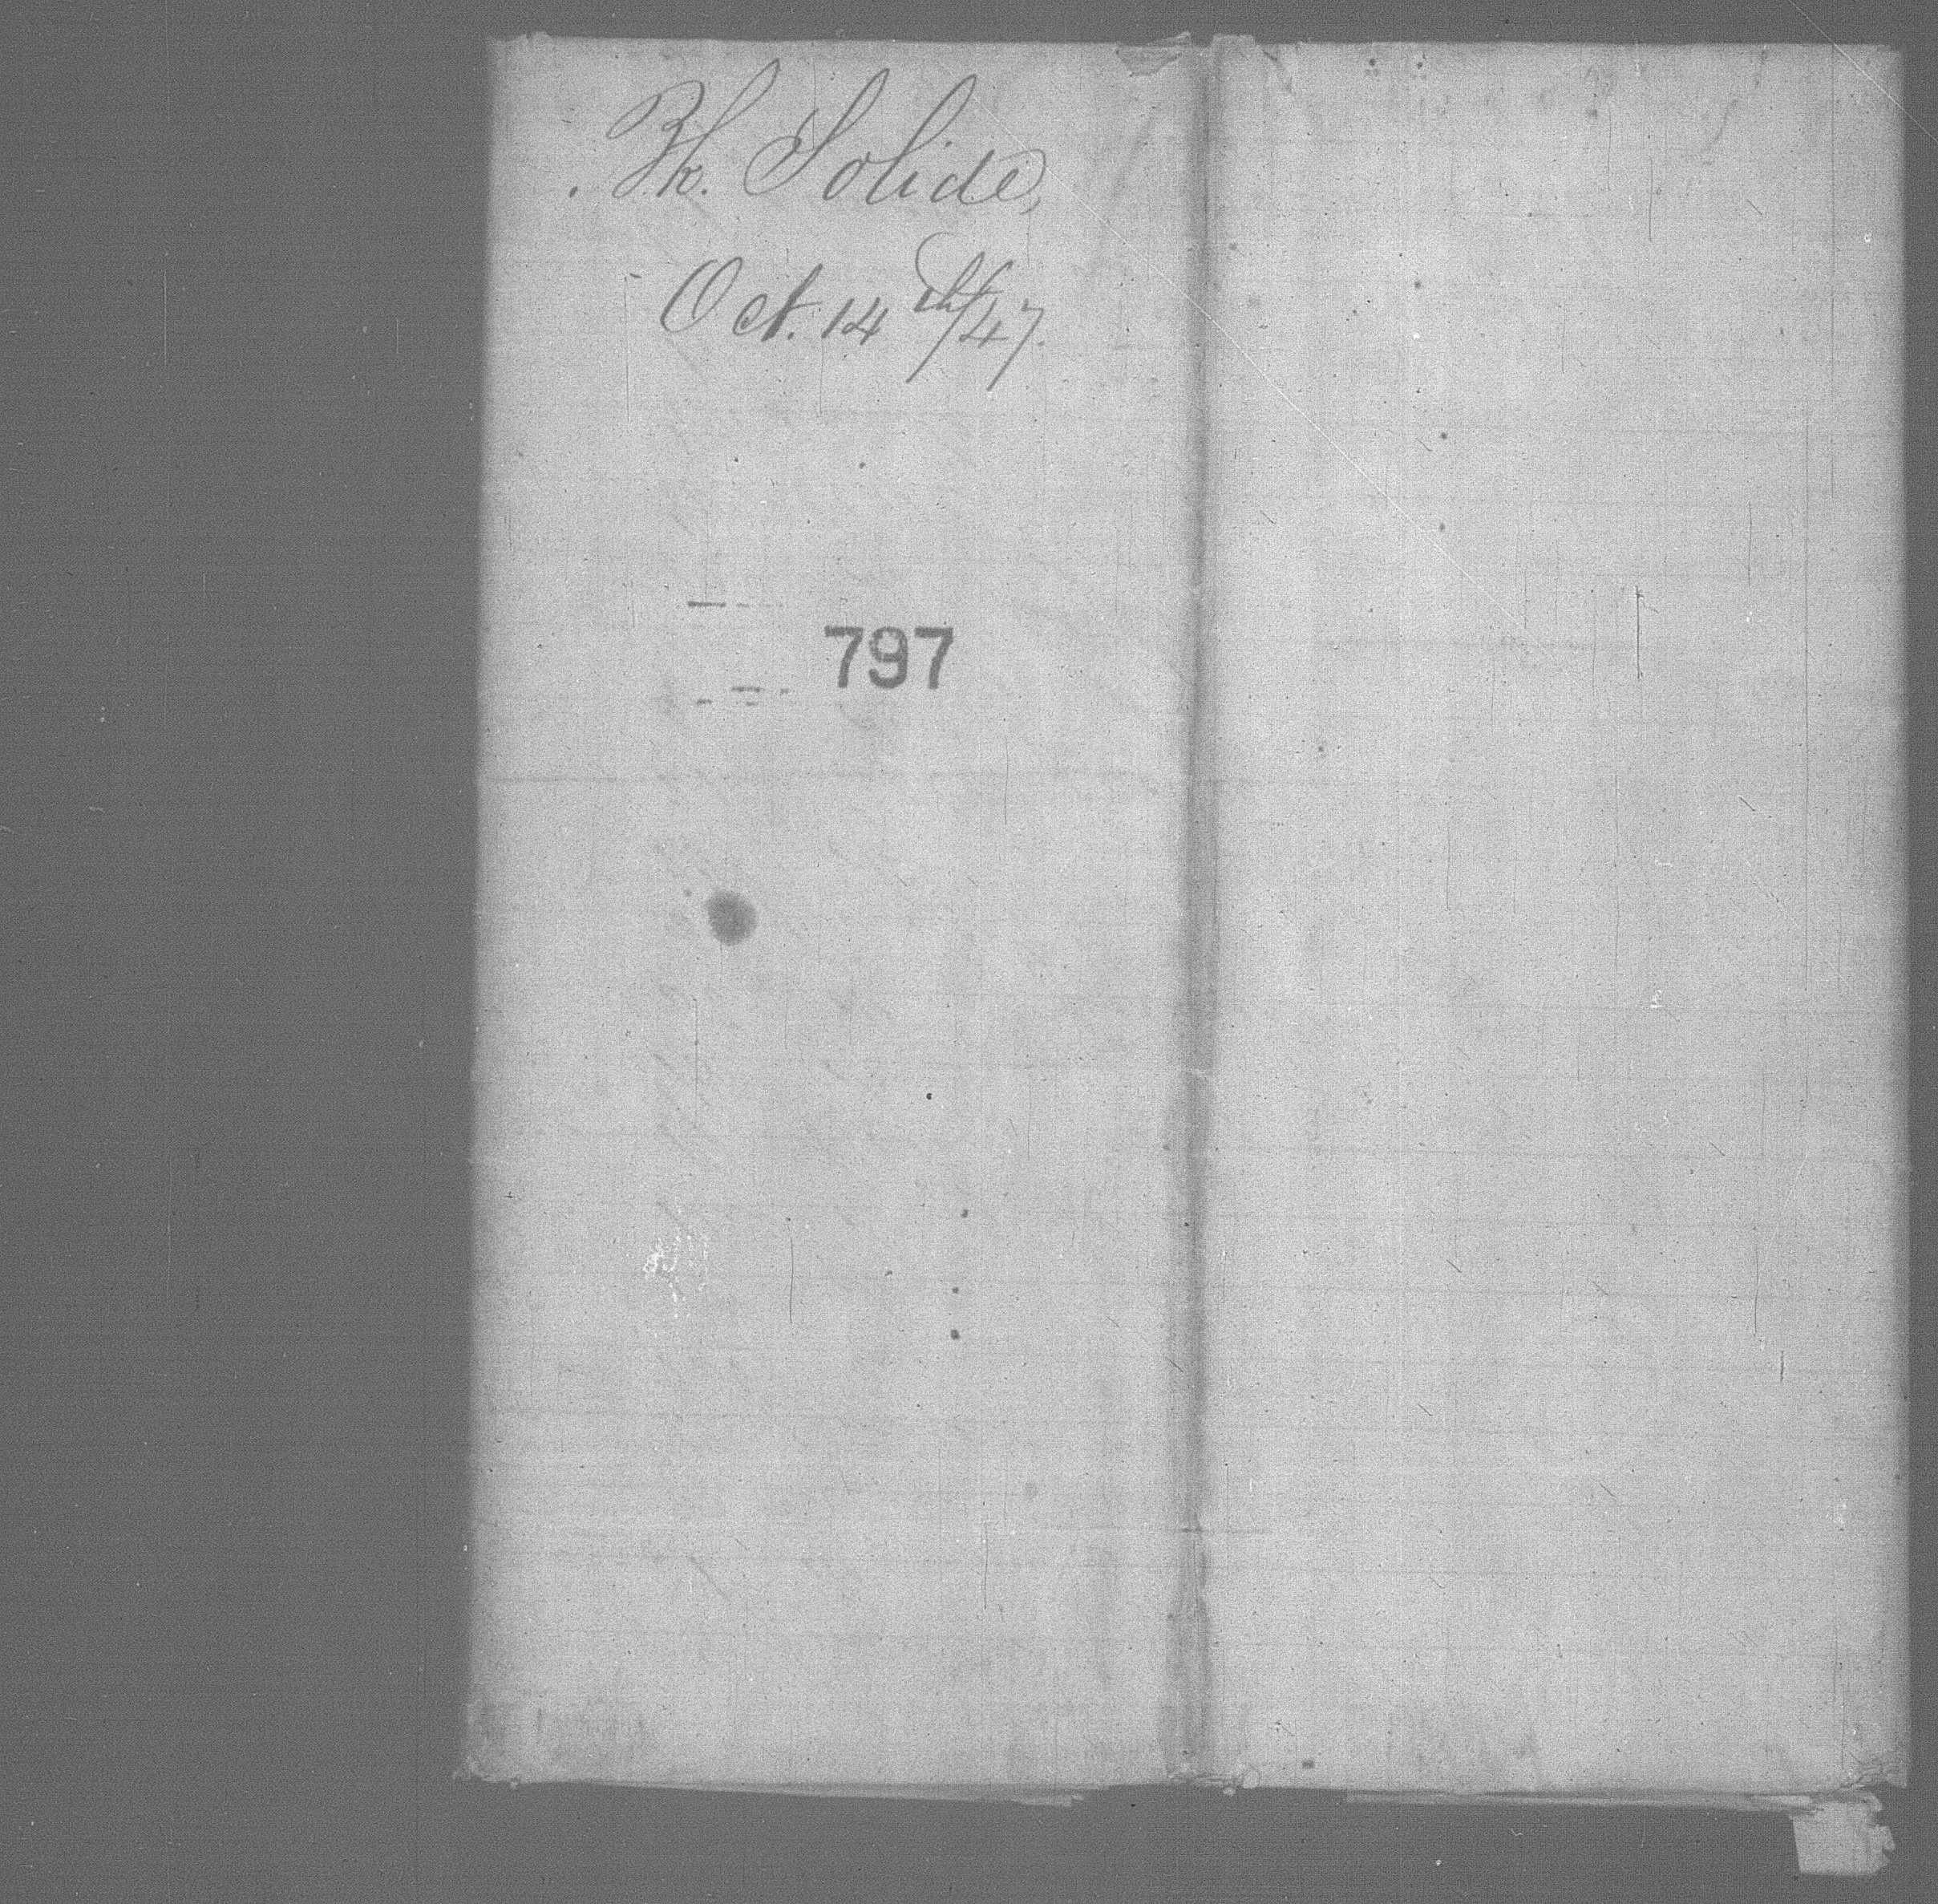 Bk. Solide,
Oct. 14th/47.
797